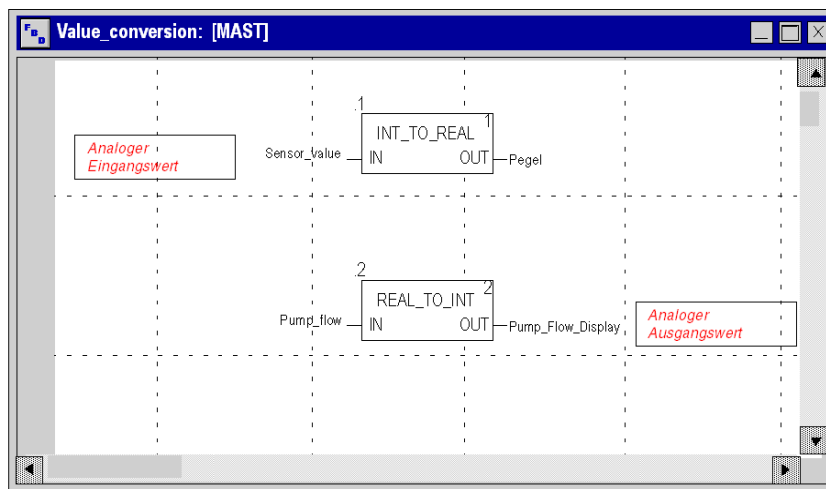 FBD Value_conversion: [MAST]
.1
1
INT_TO_REAL
Analoger
Eingangswert
Sensor_value IN OUT Pegel
.2
2
REAL_TO_INT
Pump_flow IN OUT Pump_Flow_Display
Analoger
Ausgangswert